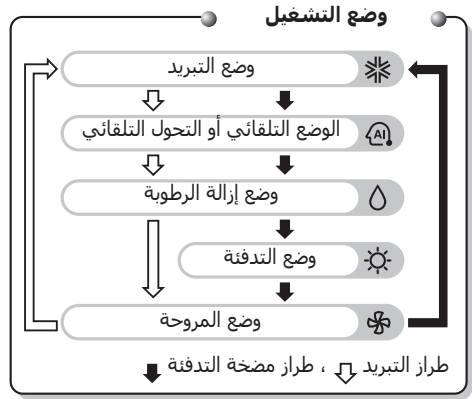 وضع التشغيل
وضع التبريد
الوضع التلقائي أو التحول التلقائي
AI
وضع إزالة الرطوبة
وضع التدفئة
وضع المروحة
طراز التبريد ، طراز مضخة التدفئة